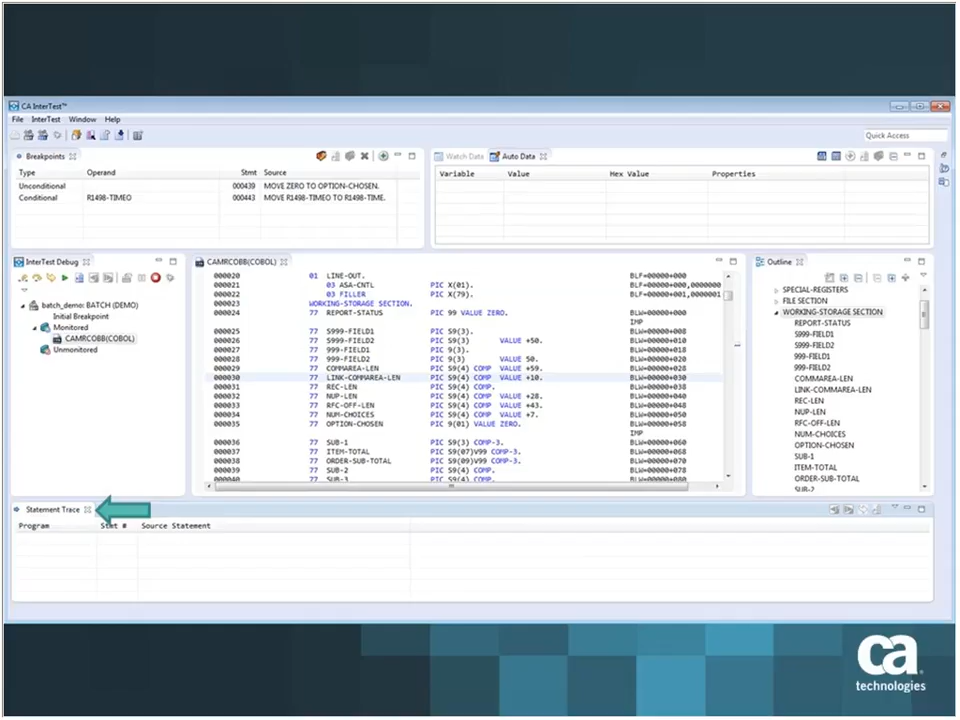 CA InterTest™
File InterTest Window Help
Quick Access
Breakpoints
Type Operand Stmt Source
Unconditional 000439 MOVE ZERO TO OPTION-CHOSEN.
Conditional R1498-TIMEO 000443 MOVE R1498-TIMEO TO R1498-TIME.
Watch Data Auto Data
Variable Value Hex Value Properties
InterTest Debug
batch_demo: BATCH (DEMO)
Initial Breakpoint
Monitored
CAMRCOBB(COBOL)
Unmonitored
CAMRCOBB(COBOL)
000020 01 LINE-OUT. BLF=00000+000
000021 03 ASA-CNTL PIC X(01). BLF=00000+000,0000000
000022 03 FILLER PIC X(79). BLF=00000+001,0000001
000023 WORKING-STORAGE SECTION.
000024 77 REPORT-STATUS PIC 99 VALUE ZERO. BLW=00000+000
IMP
000025 77 S999-FIELD1 PIC S9(3). BLW=00000+008
000026 77 S999-FIELD2 PIC S9(3) VALUE +50. BLW=00000+010
000027 77 999-FIELD1 PIC 9(3). BLW=00000+018
000028 77 999-FIELD2 PIC 9(3) VALUE 50. BLW=00000+020
000029 77 COMMAREA-LEN PIC S9(4) COMP VALUE +59. BLW=00000+028
000030 77 LINK-COMMAREA-LEN PIC S9(4) COMP VALUE +10. BLW=00000+030
000031 77 REC-LEN PIC S9(4) COMP. BLW=00000+038
000032 77 NUP-LEN PIC S9(4) COMP VALUE +28. BLW=00000+040
000033 77 RFC-OFF-LEN PIC S9(4) COMP VALUE +43. BLW=00000+048
000034 77 NUM-CHOICES PIC S9(4) COMP VALUE +7. BLW=00000+050
000035 77 OPTION-CHOSEN PIC 9(01) VALUE ZERO. BLW=00000+058
IMP
000036 77 SUB-1 PIC S9(3) COMP-3. BLW=00000+060
000037 77 ITEM-TOTAL PIC S9(07)V99 COMP-3. BLW=00000+068
000038 77 ORDER-SUB-TOTAL PIC S9(09)V99 COMP-3. BLW=00000+070
000039 77 SUB-2 PIC S9(4) COMP. BLW=00000+078
000040 77 SUB-3 PIC S9(4) COMP. BLW=00000+080
Outline
SPECIAL-REGISTERS
FILE SECTION
WORKING-STORAGE SECTION
REPORT-STATUS
S999-FIELD1
S999-FIELD2
999-FIELD1
999-FIELD2
COMMAREA-LEN
LINK-COMMAREA-LEN
REC-LEN
NUP-LEN
RFC-OFF-LEN
NUM-CHOICES
OPTION-CHOSEN
SUB-1
ITEM-TOTAL
ORDER-SUB-TOTAL
SUB-2
Statement Trace
Program Stmt # Source Statement
ca
technologies